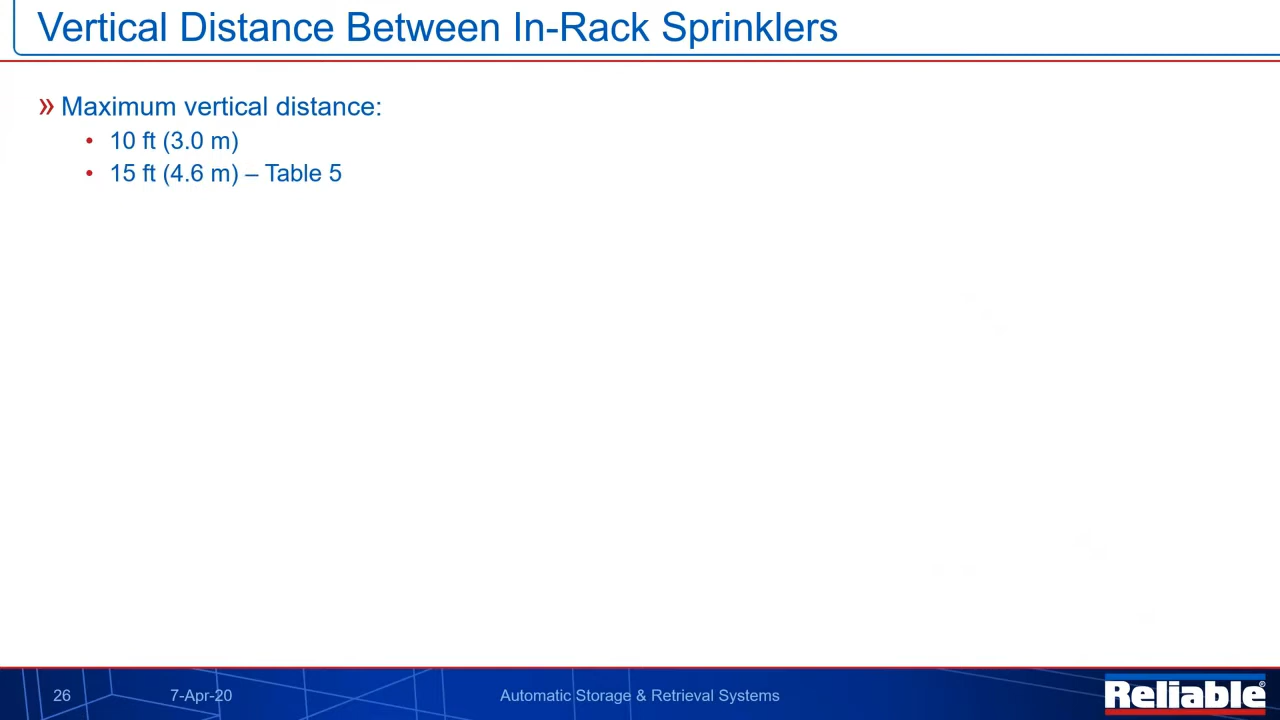 Vertical Distance Between In-Rack Sprinklers
» Maximum vertical distance:
• 10 ft (3.0 m)
• 15 ft (4.6 m) – Table 5
26
7-Apr-20
Automatic Storage & Retrieval Systems
Reliable®